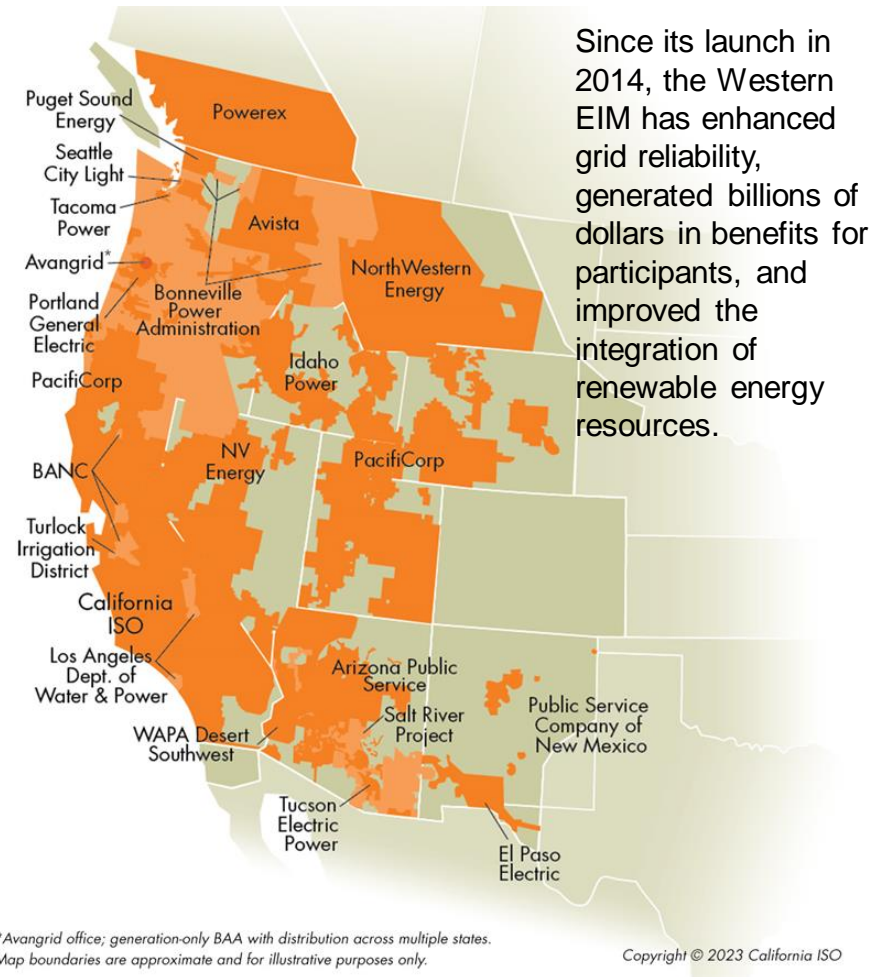 Since its launch in
2014, the Western
EIM has enhanced
grid reliability,
generated billions of
dollars in benefits for
participants, and
improved the
integration of
renewable energy
resources.
Puget Sound
Energy
Powerex
Seattle
City Light
Tacoma
Power
Avista
Avangrid*
NorthWestern
Energy
Portland
General
Electric
Bonneville
Power
Administration
PacifiCorp
Idaho
Power
BANC
NV
Energy
PacifiCorp
Turlock
Irrigation
District
California
ISO
Los Angeles
Dept. of
Water & Power
Arizona Public
Service
Salt River
Project
Public Service
Company of
New Mexico
WAPA Desert
Southwest
Tucson
Electric
Power
El Paso
Electric
*Avangrid office; generation-only BAA with distribution across multiple states.
Map boundaries are approximate and for illustrative purposes only.
Copyright © 2023 California ISO